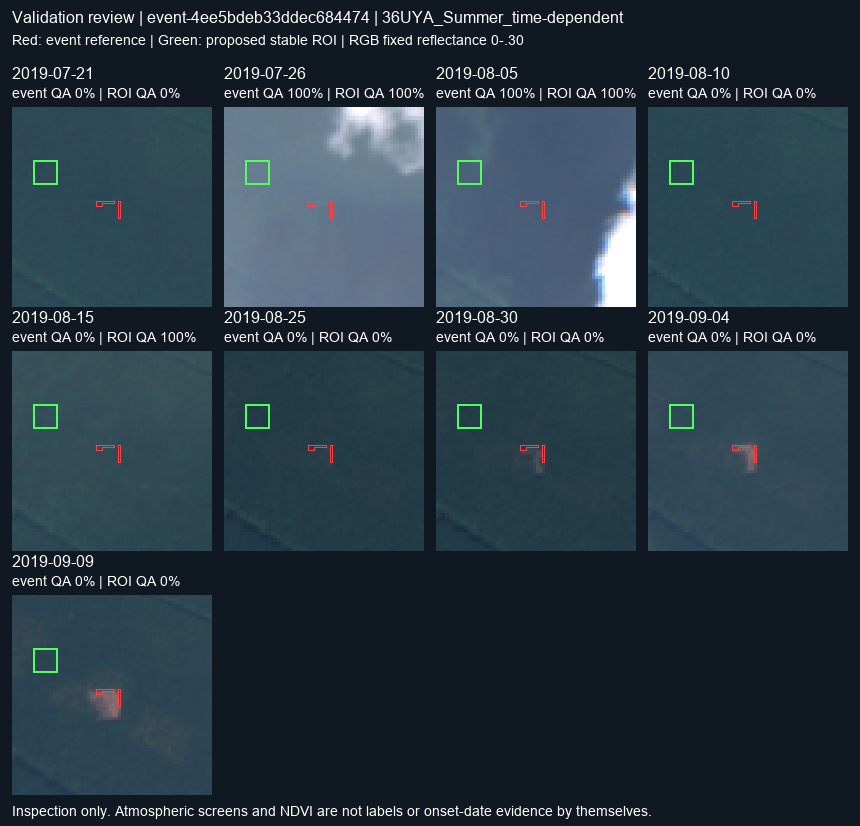 Validation review | event-4ee5bdeb33ddec684474 | 36UYA_Summer_time-dependent
Red: event reference | Green: proposed stable ROI | RGB fixed reflectance 0-.30
2019-07-21
event QA 0% | ROI QA 0%
2019-07-26
event QA 100% | ROI QA 100%
2019-08-05
event QA 100% | ROI QA 100%
2019-08-10
event QA 0% | ROI QA 0%
2019-08-15
event QA 0% | ROI QA 100%
2019-08-25
event QA 0% | ROI QA 0%
2019-08-30
event QA 0% | ROI QA 0%
2019-09-04
event QA 0% | ROI QA 0%
2019-09-09
event QA 0% | ROI QA 0%
Inspection only. Atmospheric screens and NDVI are not labels or onset-date evidence by themselves.